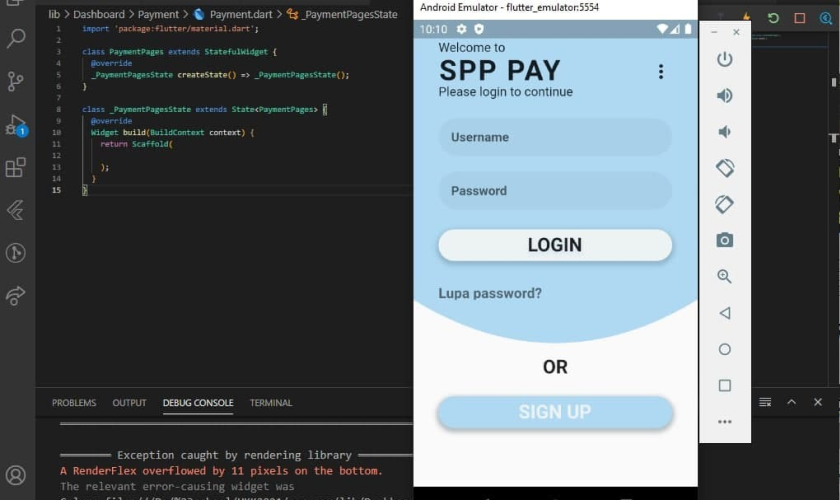 lib > Dashboard > Payment > Payment.dart > _PaymentPagesState
1 import 'package:flutter/material.dart';
2
3 class PaymentPages extends StatefulWidget {
4 @override
5 _PaymentPagesState createState() => _PaymentPagesState();
6 }
7
8 class _PaymentPagesState extends State<PaymentPages> {
9 @override
10 Widget build(BuildContext context) {
11 return Scaffold(
12
13 );
14 }
15 }
1
PROBLEMS OUTPUT DEBUG CONSOLE TERMINAL
Exception caught by rendering library
A RenderFlex overflowed by 11 pixels on the bottom.
The relevant error-causing widget was
Android Emulator - flutter_emulator:5554
10:10
Welcome to
SPP PAY
Please login to continue
Username
Password
LOGIN
Lupa password?
OR
SIGN UP